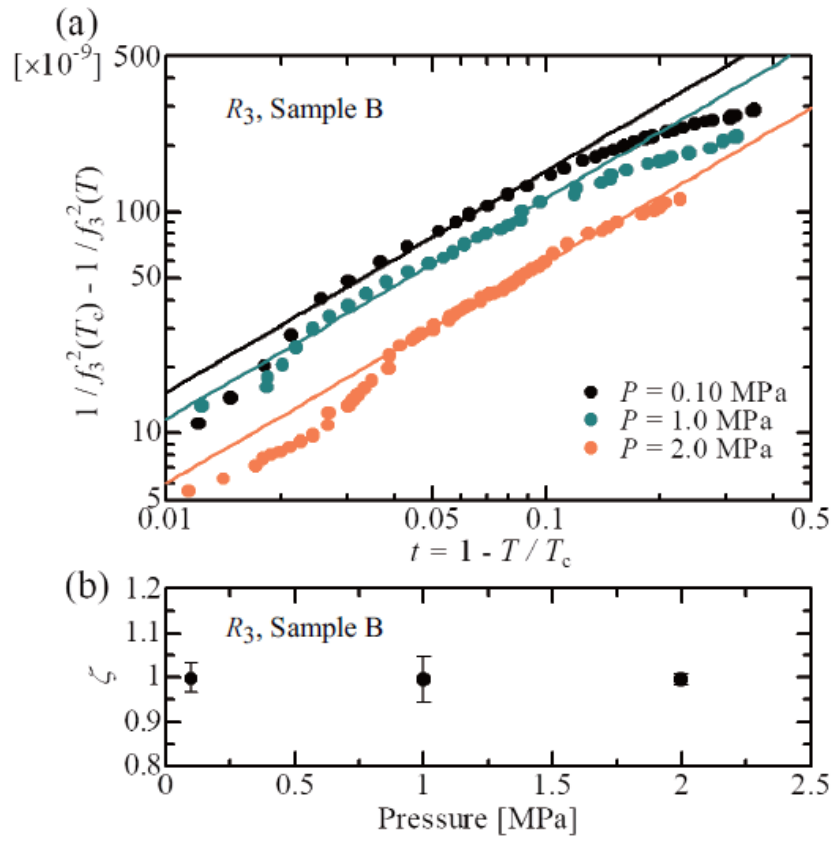 (a)
[×10⁻⁹]
500
100
50
10
5
1 / f₃²(T_c) - 1 / f₃²(T)
R₃, Sample B
P = 0.10 MPa
P = 1.0 MPa
P = 2.0 MPa
0.01 0.05 0.1 0.5
t = 1 - T / T_c
(b)
1.2
1.1
1
0.9
0.8
ζ
R₃, Sample B
0 0.5 1 1.5 2 2.5
Pressure [MPa]